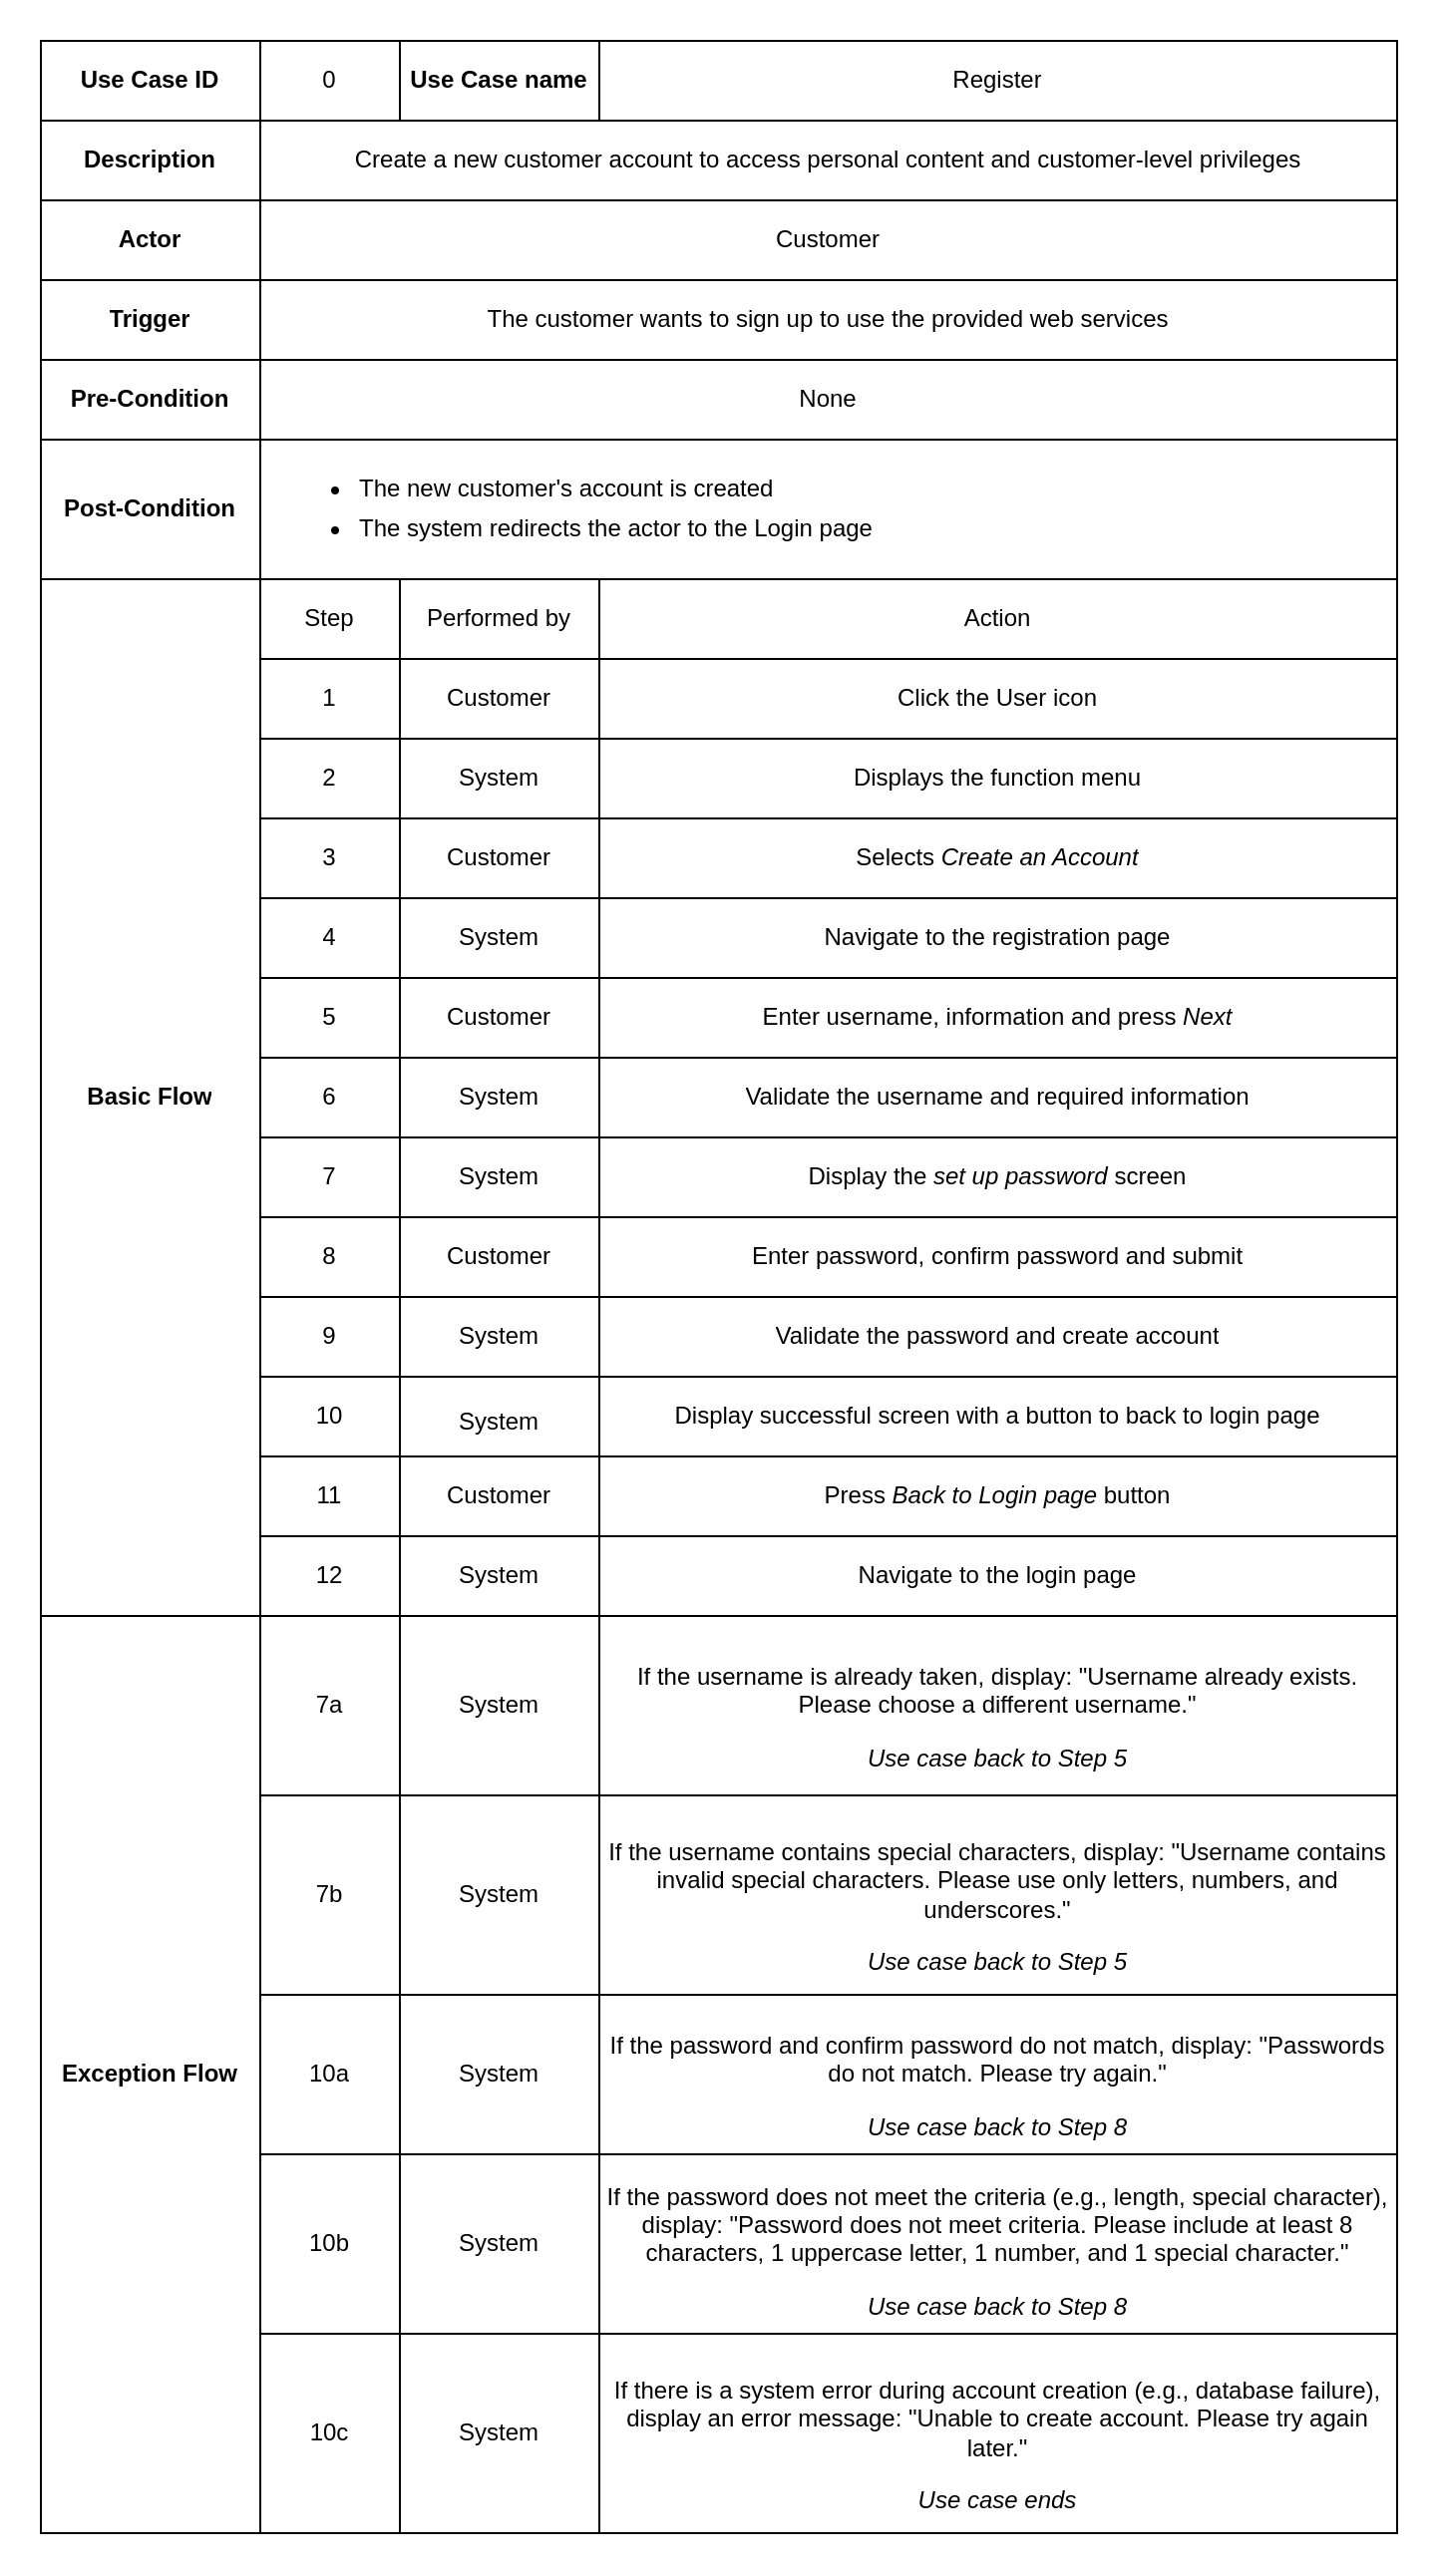 Use Case ID 0 Use Case name Register
Description Create a new customer account to access personal content and customer-level privileges
Actor Customer
Trigger The customer wants to sign up to use the provided web services
Pre-Condition None
Post-Condition
• The new customer's account is created
• The system redirects the actor to the Login page
Basic Flow
Step Performed by Action
1 Customer Click the User icon
2 System Displays the function menu
3 Customer Selects Create an Account
4 System Navigate to the registration page
5 Customer Enter username, information and press Next
6 System Validate the username and required information
7 System Display the set up password screen
8 Customer Enter password, confirm password and submit
9 System Validate the password and create account
10 System Display successful screen with a button to back to login page
11 Customer Press Back to Login page button
12 System Navigate to the login page
Exception Flow
7a System
If the username is already taken, display: "Username already exists.
Please choose a different username."
Use case back to Step 5
7b System
If the username contains special characters, display: "Username contains
invalid special characters. Please use only letters, numbers, and
underscores."
Use case back to Step 5
10a System
If the password and confirm password do not match, display: "Passwords
do not match. Please try again."
Use case back to Step 8
10b System
If the password does not meet the criteria (e.g., length, special character),
display: "Password does not meet criteria. Please include at least 8
characters, 1 uppercase letter, 1 number, and 1 special character."
Use case back to Step 8
10c System
If there is a system error during account creation (e.g., database failure),
display an error message: "Unable to create account. Please try again
later."
Use case ends